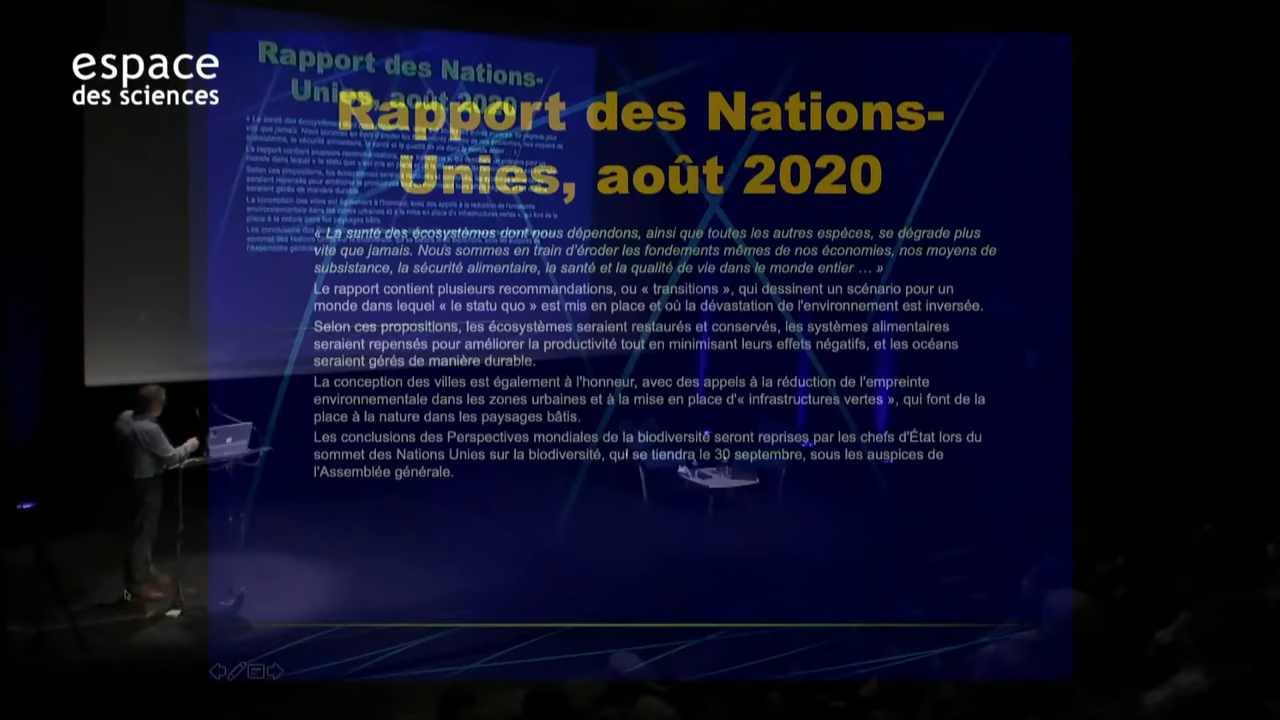 espace
des sciences
Rapport des Nations-
Unies, août 2020
Rapport des Nations-
Unies, août 2020
« La santé des écosystèmes dont nous dépendons, ainsi que toutes les autres espèces, se dégrade plus
vite que jamais. Nous sommes en train d'éroder les fondements mêmes de nos économies, nos moyens de
subsistance, la sécurité alimentaire, la santé et la qualité de vie dans le monde entier … »
Le rapport contient plusieurs recommandations, ou « transitions », qui dessinent un scénario pour un
monde dans lequel « le statu quo » est mis en place et où la dévastation de l'environnement est inversée.
Selon ces propositions, les écosystèmes seraient restaurés et conservés, les systèmes alimentaires
seraient repensés pour améliorer la productivité tout en minimisant leurs effets négatifs, et les océans
seraient gérés de manière durable.
La conception des villes est également à l'honneur, avec des appels à la réduction de l'empreinte
environnementale dans les zones urbaines et à la mise en place d'« infrastructures vertes », qui font de la
place à la nature dans les paysages bâtis.
Les conclusions des Perspectives mondiales de la biodiversité seront reprises par les chefs d'État lors du
sommet des Nations Unies sur la biodiversité, qui se tiendra le 30 septembre, sous les auspices de
l'Assemblée générale.